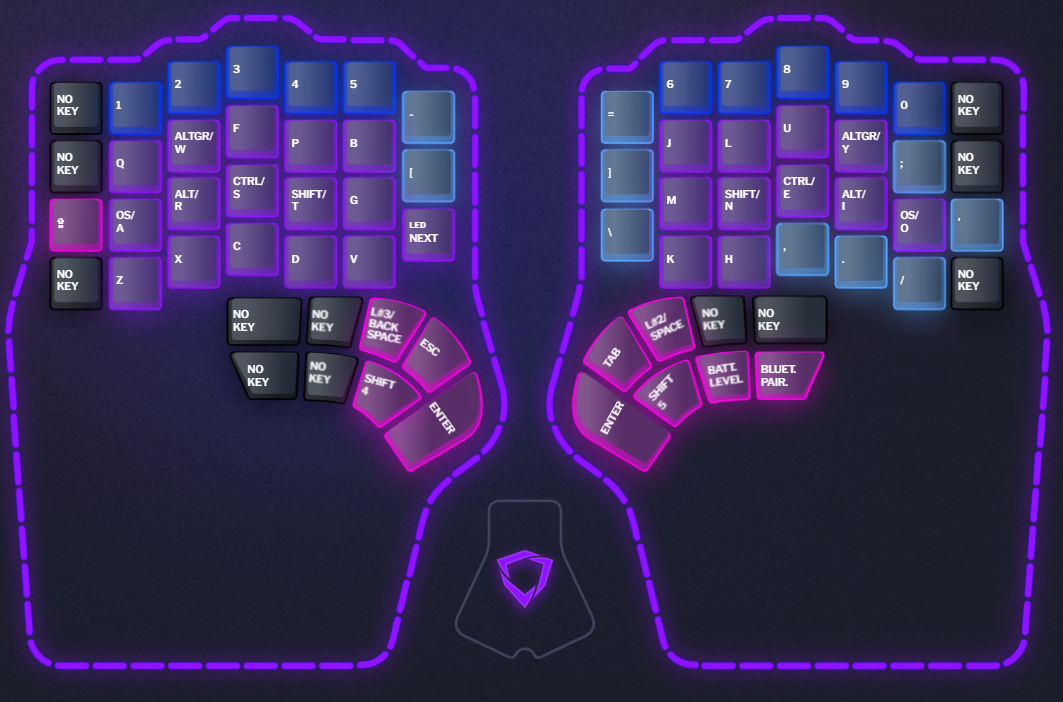 NO
KEY
1
2
3
4
5
-
NO
KEY
Q
ALTGR/
W
F
P
B
[
º
OS/
A
ALT/
R
CTRL/
S
SHIFT/
T
G
LED
NEXT
NO
KEY
Z
X
C
D
V
NO
KEY
NO
KEY
L#3/
BACK
SPACE
ESC
NO
KEY
NO
KEY
SHIFT
4
ENTER
=
6
7
8
9
0
NO
KEY
]
J
L
U
ALTGR/
Y
;
NO
KEY
\
M
SHIFT/
N
CTRL/
E
ALT/
I
OS/
O
'
K
H
,
.
/
NO
KEY
TAB
L#2/
SPACE
NO
KEY
NO
KEY
ENTER
SHIFT
5
BATT.
LEVEL
BLUET.
PAIR.